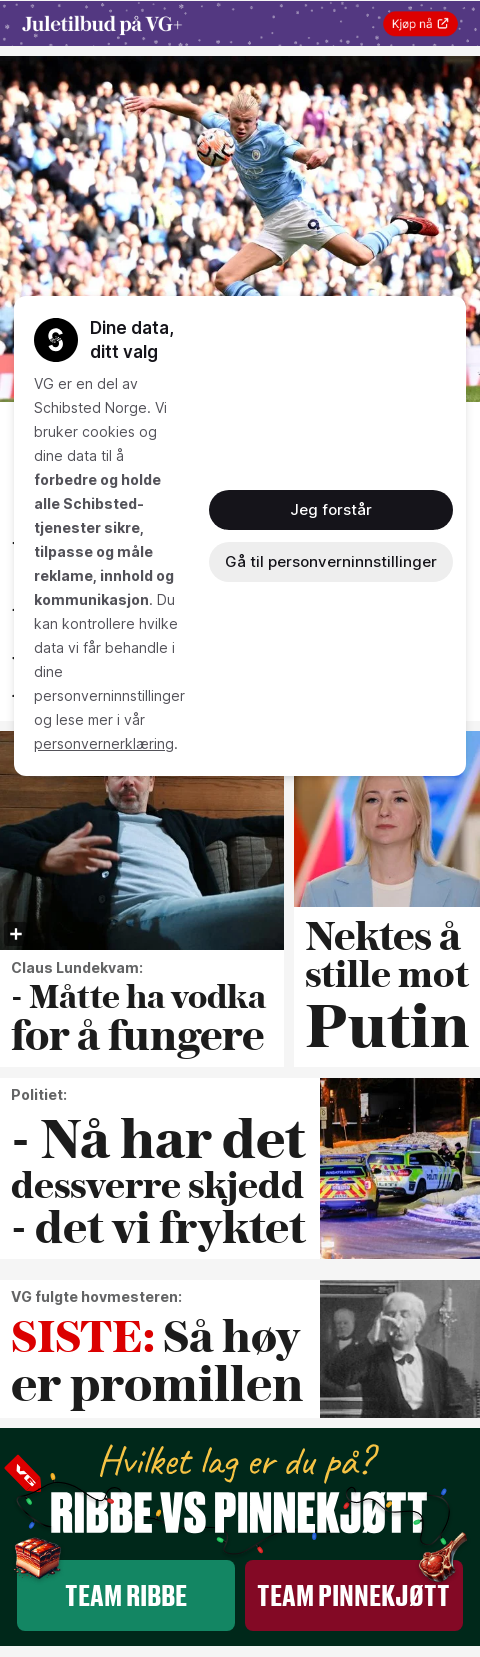 Juletilbud på VG+
Kjøp nå
Dine data,
ditt valg
VG er en del av
Schibsted Norge. Vi
bruker cookies og
dine data til å
forbedre og holde
alle Schibsted-
tjenester sikre,
tilpasse og måle
reklame, innhold og
kommunikasjon. Du
kan kontrollere hvilke
data vi får behandle i
dine
personverninnstillinger
og lese mer i vår
personvernerklæring.
Jeg forstår
Gå til personverninnstillinger
Claus Lundekvam:
- Måtte ha vodka
for å fungere
Nektes å
stille mot
Putin
Politiet:
- Nå har det
dessverre skjedd
- det vi fryktet
VG fulgte hovmesteren:
SISTE: Så høy
er promillen
Hvilket lag er du på?
VG
RIBBE VS PINNEKJØTT
TEAM RIBBE
TEAM PINNEKJØTT